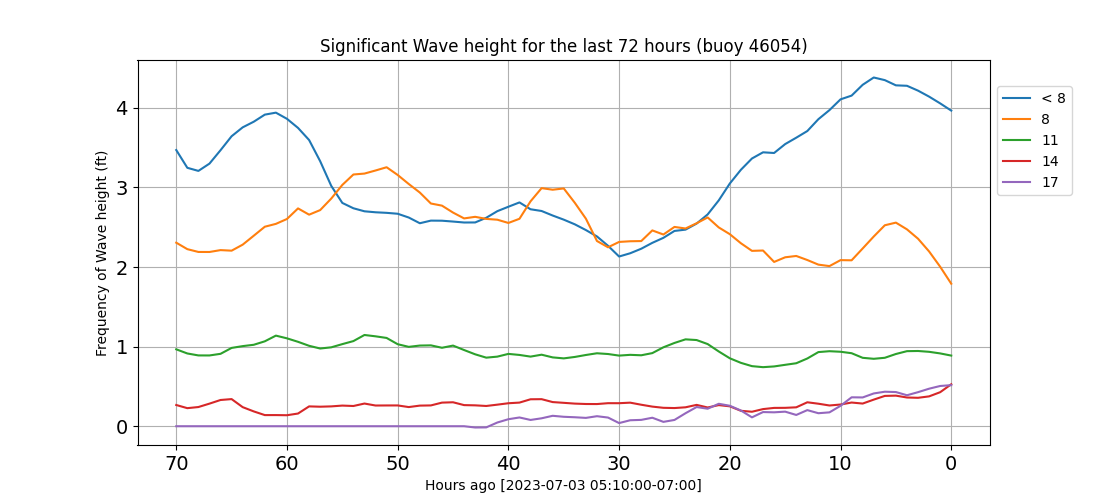 Significant Wave height for the last 72 hours (buoy 46054)
Frequency of Wave height (ft)
4
3
2
1
0
70 60 50 40 30 20 10 0
Hours ago [2023-07-03 05:10:00-07:00]
< 8
8
11
14
17